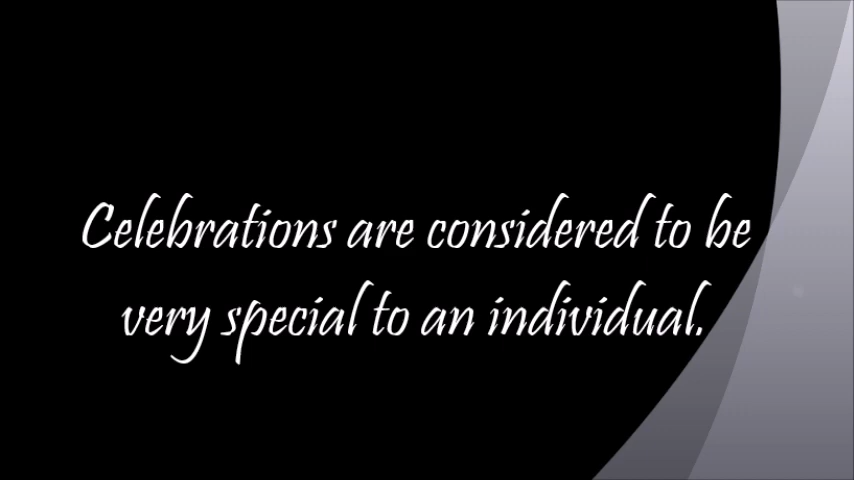 Celebrations are considered to be
very special to an individual.